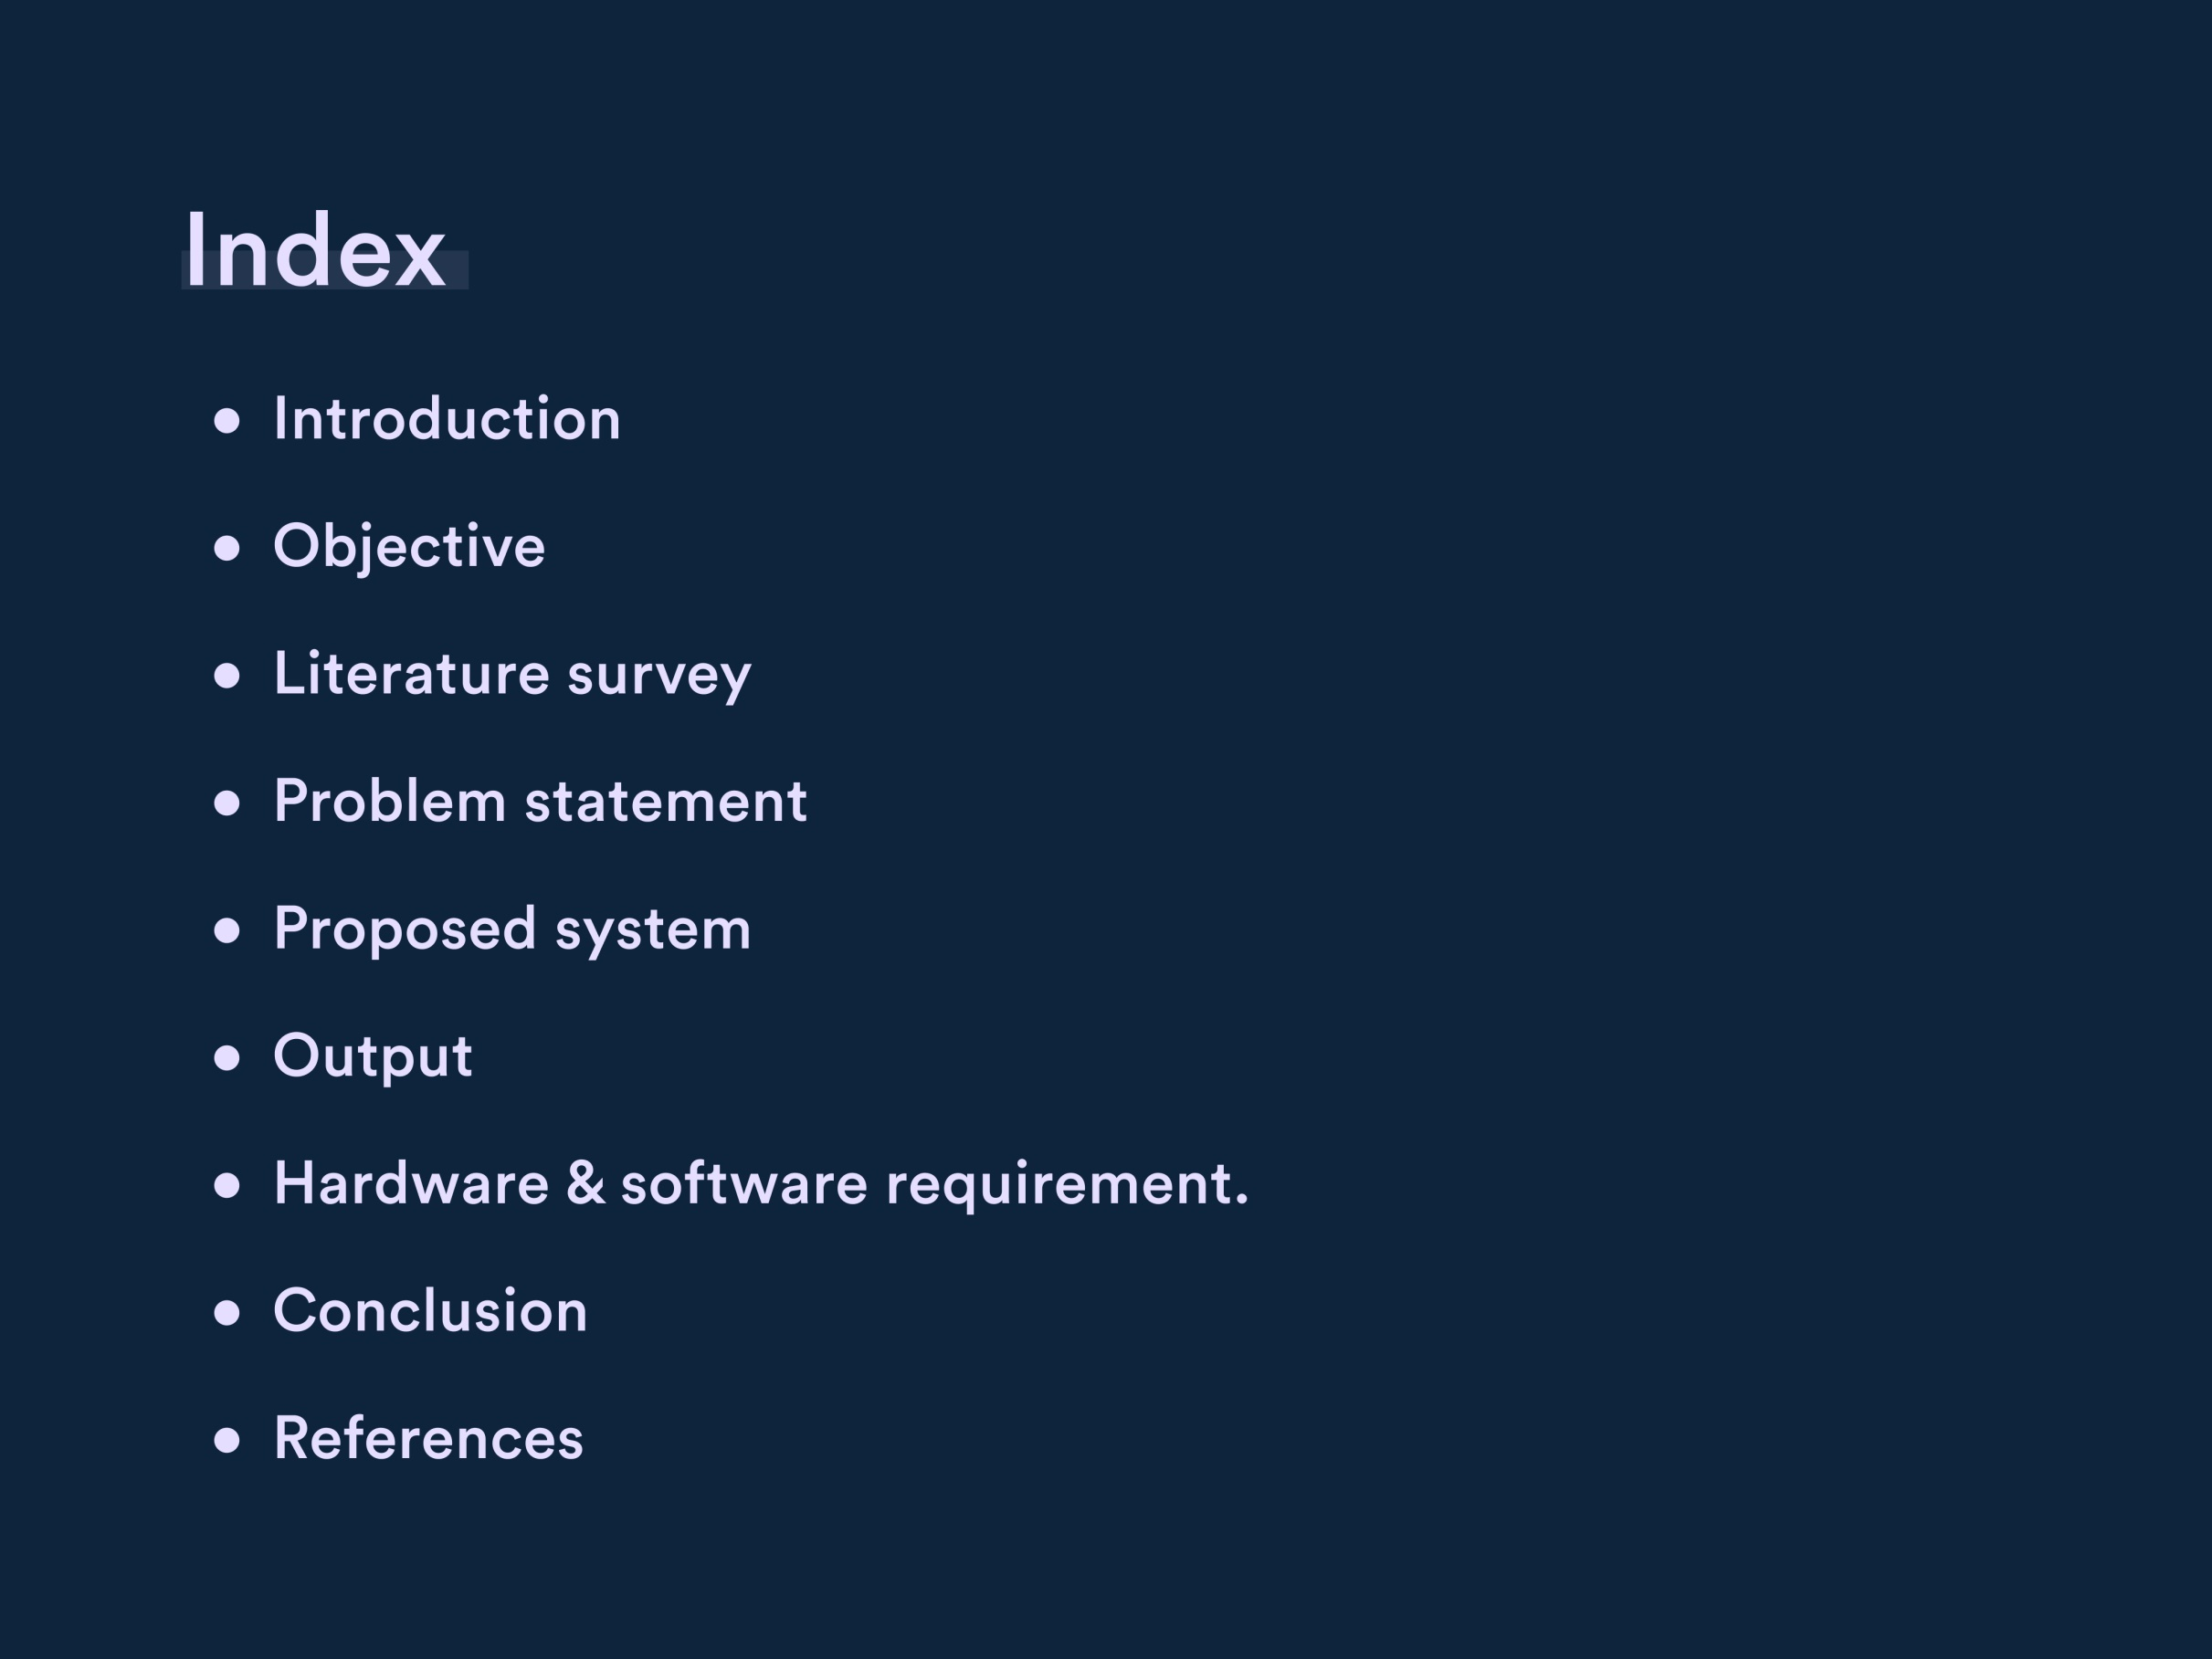 Index
● Introduction
● Objective
● Literature survey
● Problem statement
● Proposed system
● Output
● Hardware & software requirement.
● Conclusion
● References